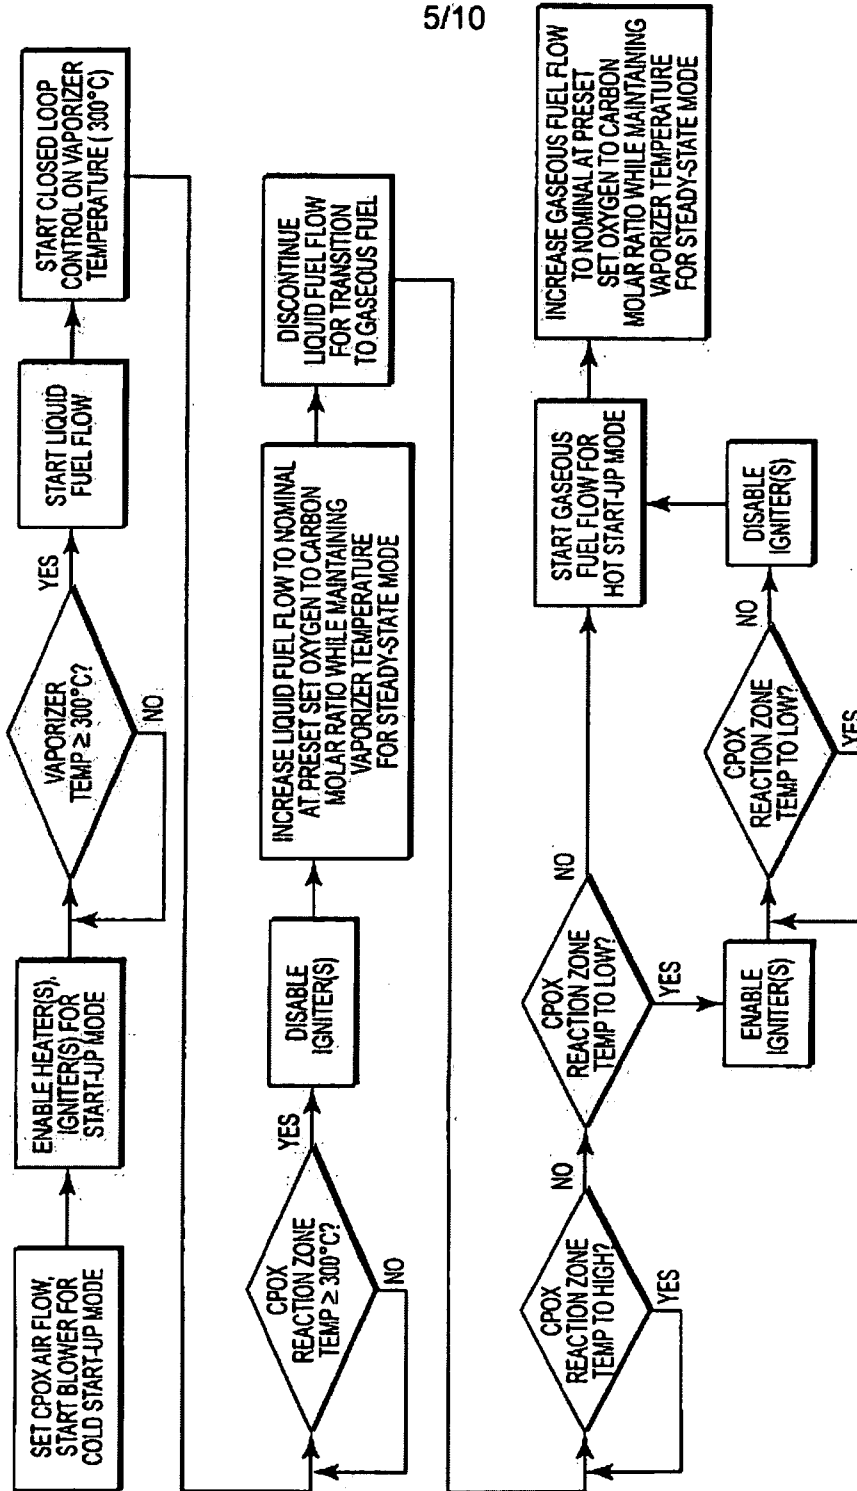 5/10
SET CPOX AIR FLOW,
START BLOWER FOR
COLD START-UP MODE
ENABLE HEATER(S),
IGNITER(S) FOR
START-UP MODE
VAPORIZER
TEMP ≥ 300°C?
YES
NO
START LIQUID
FUEL FLOW
START CLOSED LOOP
CONTROL ON VAPORIZER
TEMPERATURE ( 300°C)
CPOX
REACTION ZONE
TEMP ≥ 300°C?
YES
NO
DISABLE
IGNITER(S)
INCREASE LIQUID FUEL FLOW TO NOMINAL
AT PRESET SET OXYGEN TO CARBON
MOLAR RATIO WHILE MAINTAINING
VAPORIZER TEMPERATURE
FOR STEADY-STATE MODE
DISCONTINUE
LIQUID FUEL FLOW
FOR TRANSITION
TO GASEOUS FUEL
CPOX
REACTION ZONE
TEMP TO HIGH?
NO
YES
CPOX
REACTION ZONE
TEMP TO LOW?
NO
YES
START GASEOUS
FUEL FLOW FOR
HOT START-UP MODE
INCREASE GASEOUS FUEL FLOW
TO NOMINAL AT PRESET
SET OXYGEN TO CARBON
MOLAR RATIO WHILE MAINTAINING
VAPORIZER TEMPERATURE
FOR STEADY-STATE MODE
ENABLE
IGNITER(S)
CPOX
REACTION ZONE
TEMP TO LOW?
NO
YES
DISABLE
IGNITER(S)